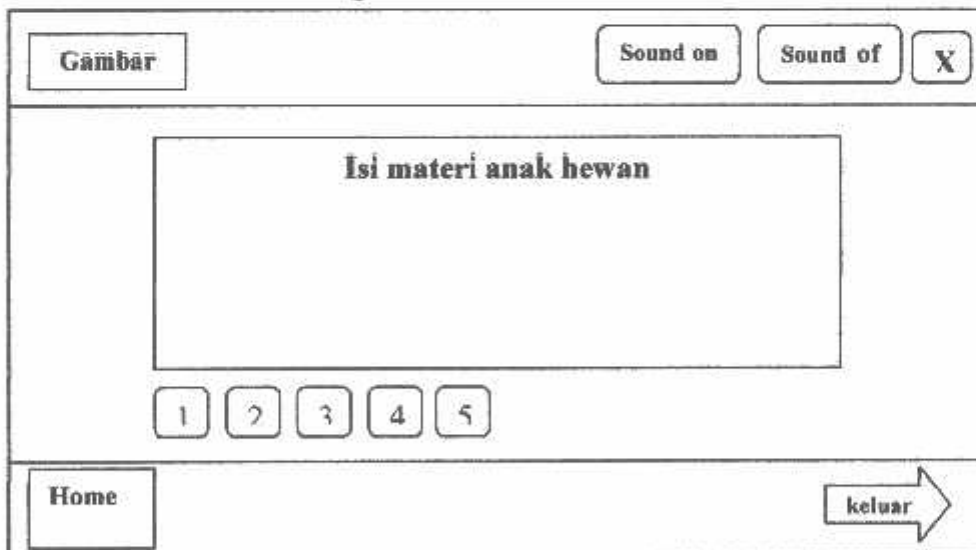 Gambar
Sound on
Sound of
X
Isi materi anak hewan
1
2
3
4
5
Home
keluar